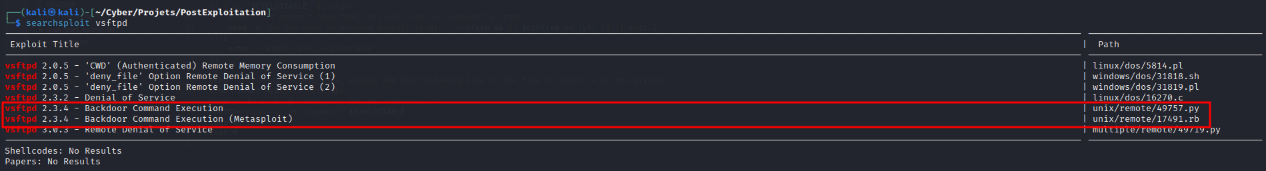 (kali㉿kali)-[~/Cyber/Projets/PostExploitation]
$ searchsploit vsftpd
Exploit Title | Path
vsftpd 2.0.5 - 'CWD' (Authenticated) Remote Memory Consumption | linux/dos/5814.pl
vsftpd 2.0.5 - 'deny_file' Option Remote Denial of Service (1) | windows/dos/31818.sh
vsftpd 2.0.5 - 'deny_file' Option Remote Denial of Service (2) | windows/dos/31819.pl
vsftpd 2.3.2 - Denial of Service | linux/dos/16270.c
vsftpd 2.3.4 - Backdoor Command Execution | unix/remote/49757.py
vsftpd 2.3.4 - Backdoor Command Execution (Metasploit) | unix/remote/17491.rb
vsftpd 3.0.3 - Remote Denial of Service | multiple/remote/49719.py
Shellcodes: No Results
Papers: No Results